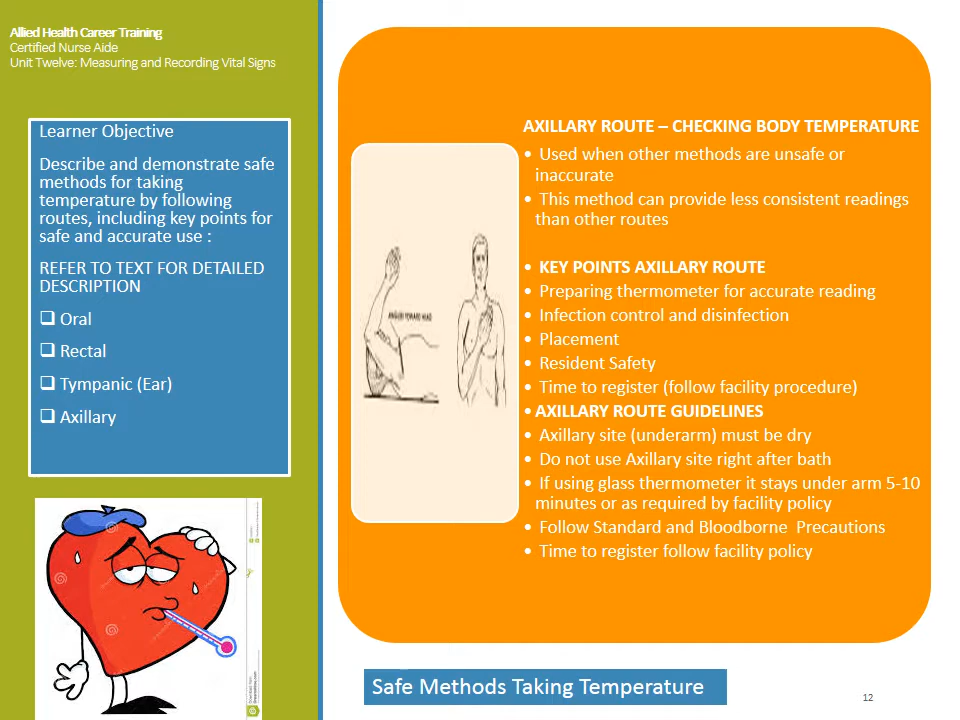 Allied Health Career Training
Certified Nurse Aide
Unit Twelve: Measuring and Recording Vital Signs
Learner Objective
Describe and demonstrate safe
methods for taking
temperature by following
routes, including key points for
safe and accurate use :
REFER TO TEXT FOR DETAILED
DESCRIPTION
❑ Oral
❑ Rectal
❑ Tympanic (Ear)
❑ Axillary
AXILLARY ROUTE – CHECKING BODY TEMPERATURE
• Used when other methods are unsafe or
inaccurate
• This method can provide less consistent readings
than other routes
• KEY POINTS AXILLARY ROUTE
• Preparing thermometer for accurate reading
• Infection control and disinfection
• Placement
• Resident Safety
• Time to register (follow facility procedure)
• AXILLARY ROUTE GUIDELINES
• Axillary site (underarm) must be dry
• Do not use Axillary site right after bath
• If using glass thermometer it stays under arm 5-10
minutes or as required by facility policy
• Follow Standard and Bloodborne Precautions
• Time to register follow facility policy
Safe Methods Taking Temperature
12